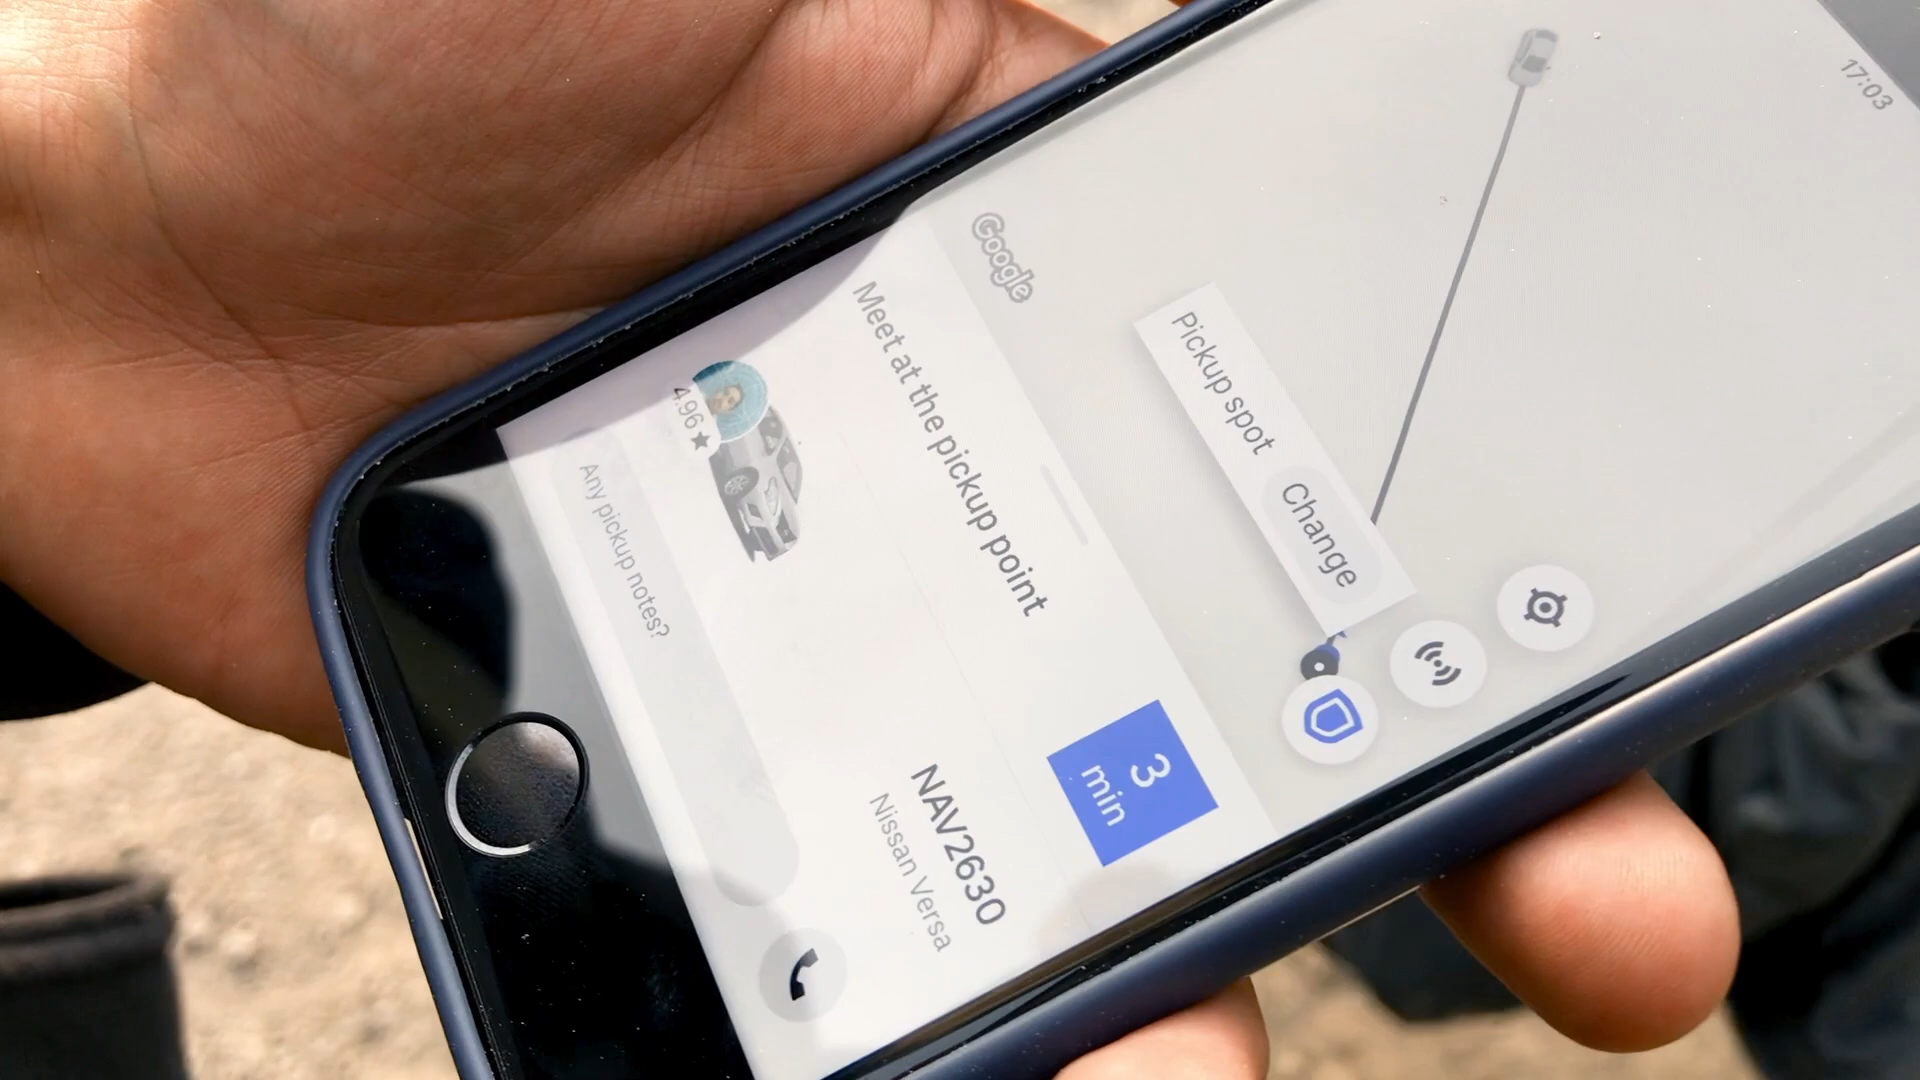 17:03
Pickup spot
Change
Google
Meet at the pickup point
3
min
NAV2630
Nissan Versa
4.96★
Any pickup notes?